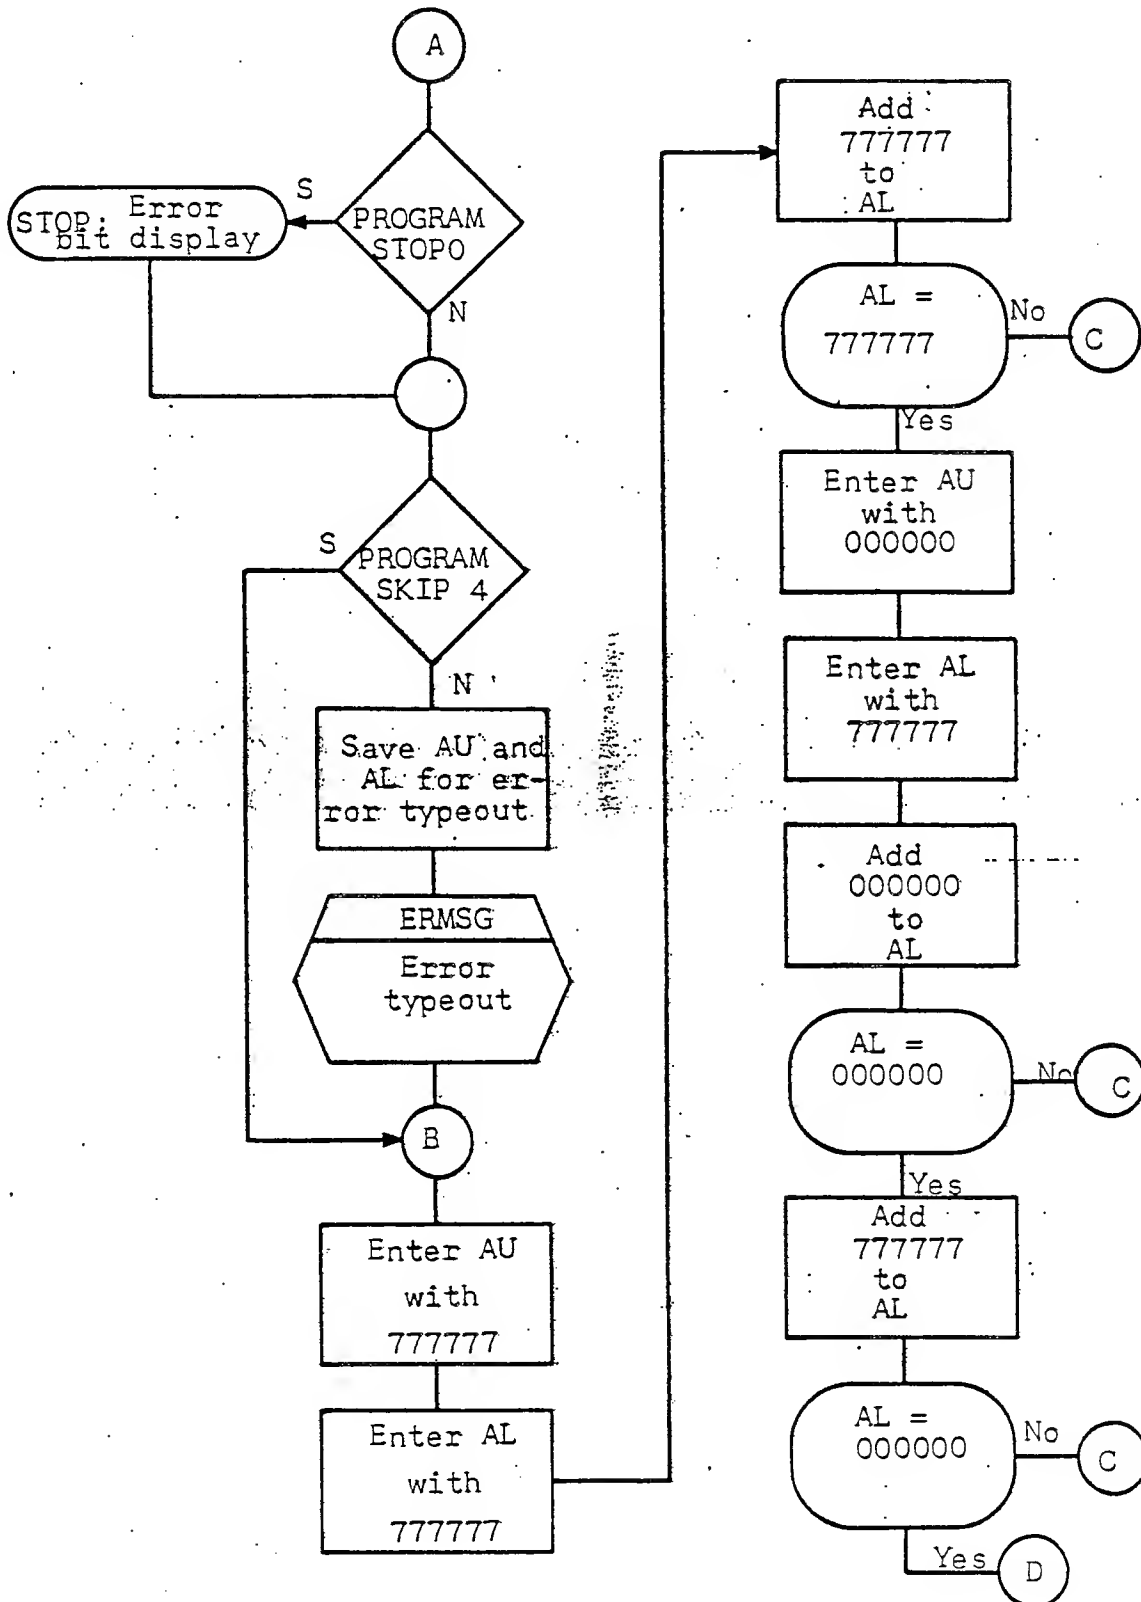 A
PROGRAM
STOP0
S
STOP:
Error
bit display
N
PROGRAM
SKIP 4
S
N
Save AU and
AL for er-
ror typeout
ERMSG
Error
typeout
B
Enter AU
with
777777
Enter AL
with
777777
Add
777777
to
AL
AL =
777777
No
C
Yes
Enter AU
with
000000
Enter AL
with
777777
Add
000000
to
AL
AL =
000000
No
C
Yes
Add
777777
to
AL
AL =
000000
No
C
Yes
D